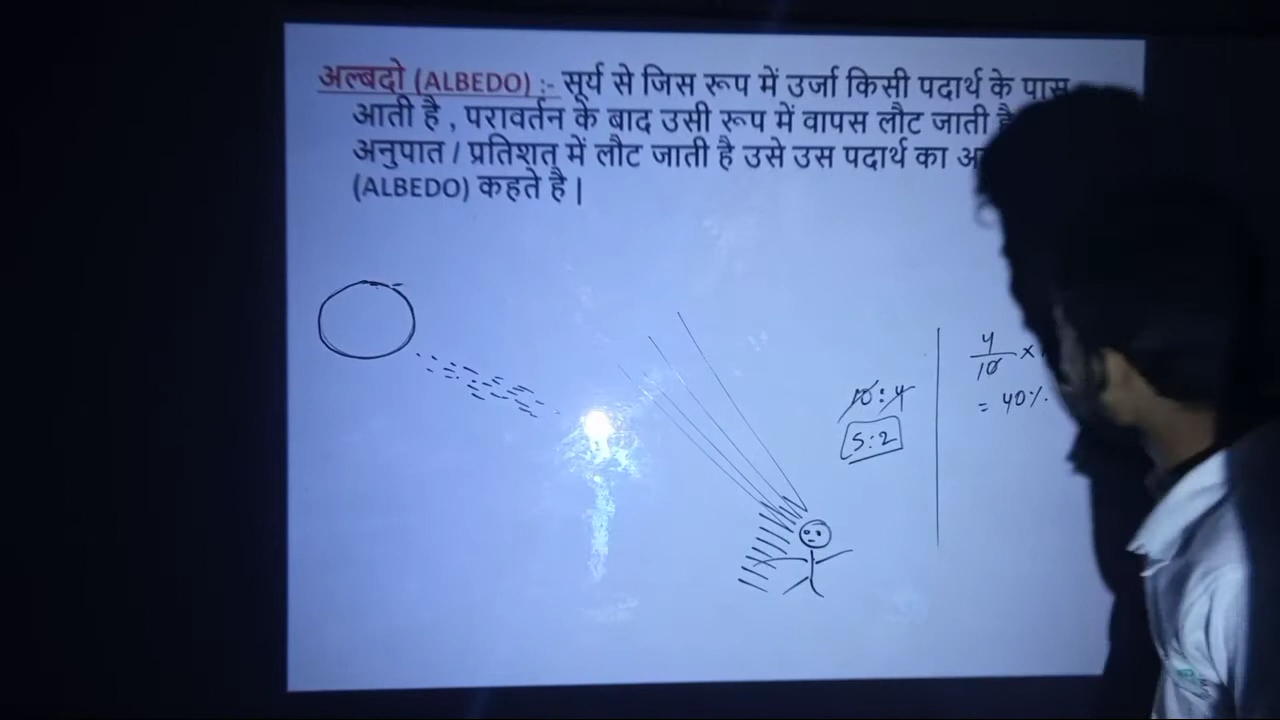 अल्बदो (ALBEDO) :- सूर्य से जिस रूप में उर्जा किसी पदार्थ के पास
आती है , परावर्तन के बाद उसी रूप में वापस लौट जाती
अनुपात / प्रतिशत् में लौट जाती है उसे उस पदार्थ का
(ALBEDO) कहते है |
10:4
5:2
4/10 ×
= 40%.